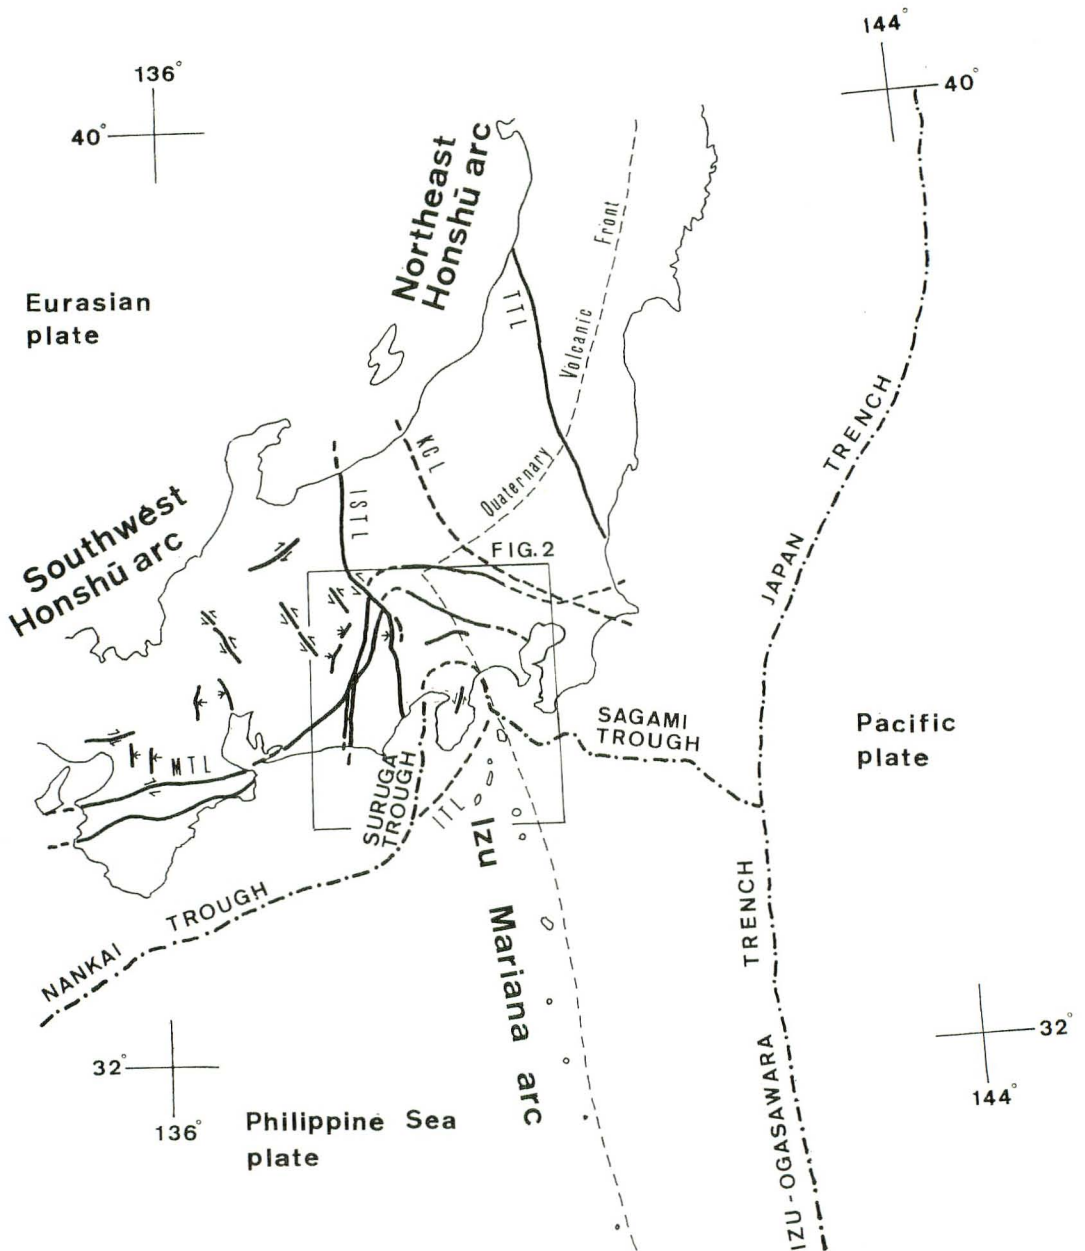 144°
136°
40°
40°
Northeast
Honshū arc
Eurasian
plate
TTL
Volcanic Front
Quaternary
KCL
ISTL
JAPAN TRENCH
Southwest
Honshū arc
FIG.2
SAGAMI
TROUGH
Pacific
plate
MTL
SURUGA
TROUGH
ITL
Izu Mariana arc
NANKAI TROUGH
IZU-OGASAWARA TRENCH
32°
136°
32°
144°
Philippine Sea
plate